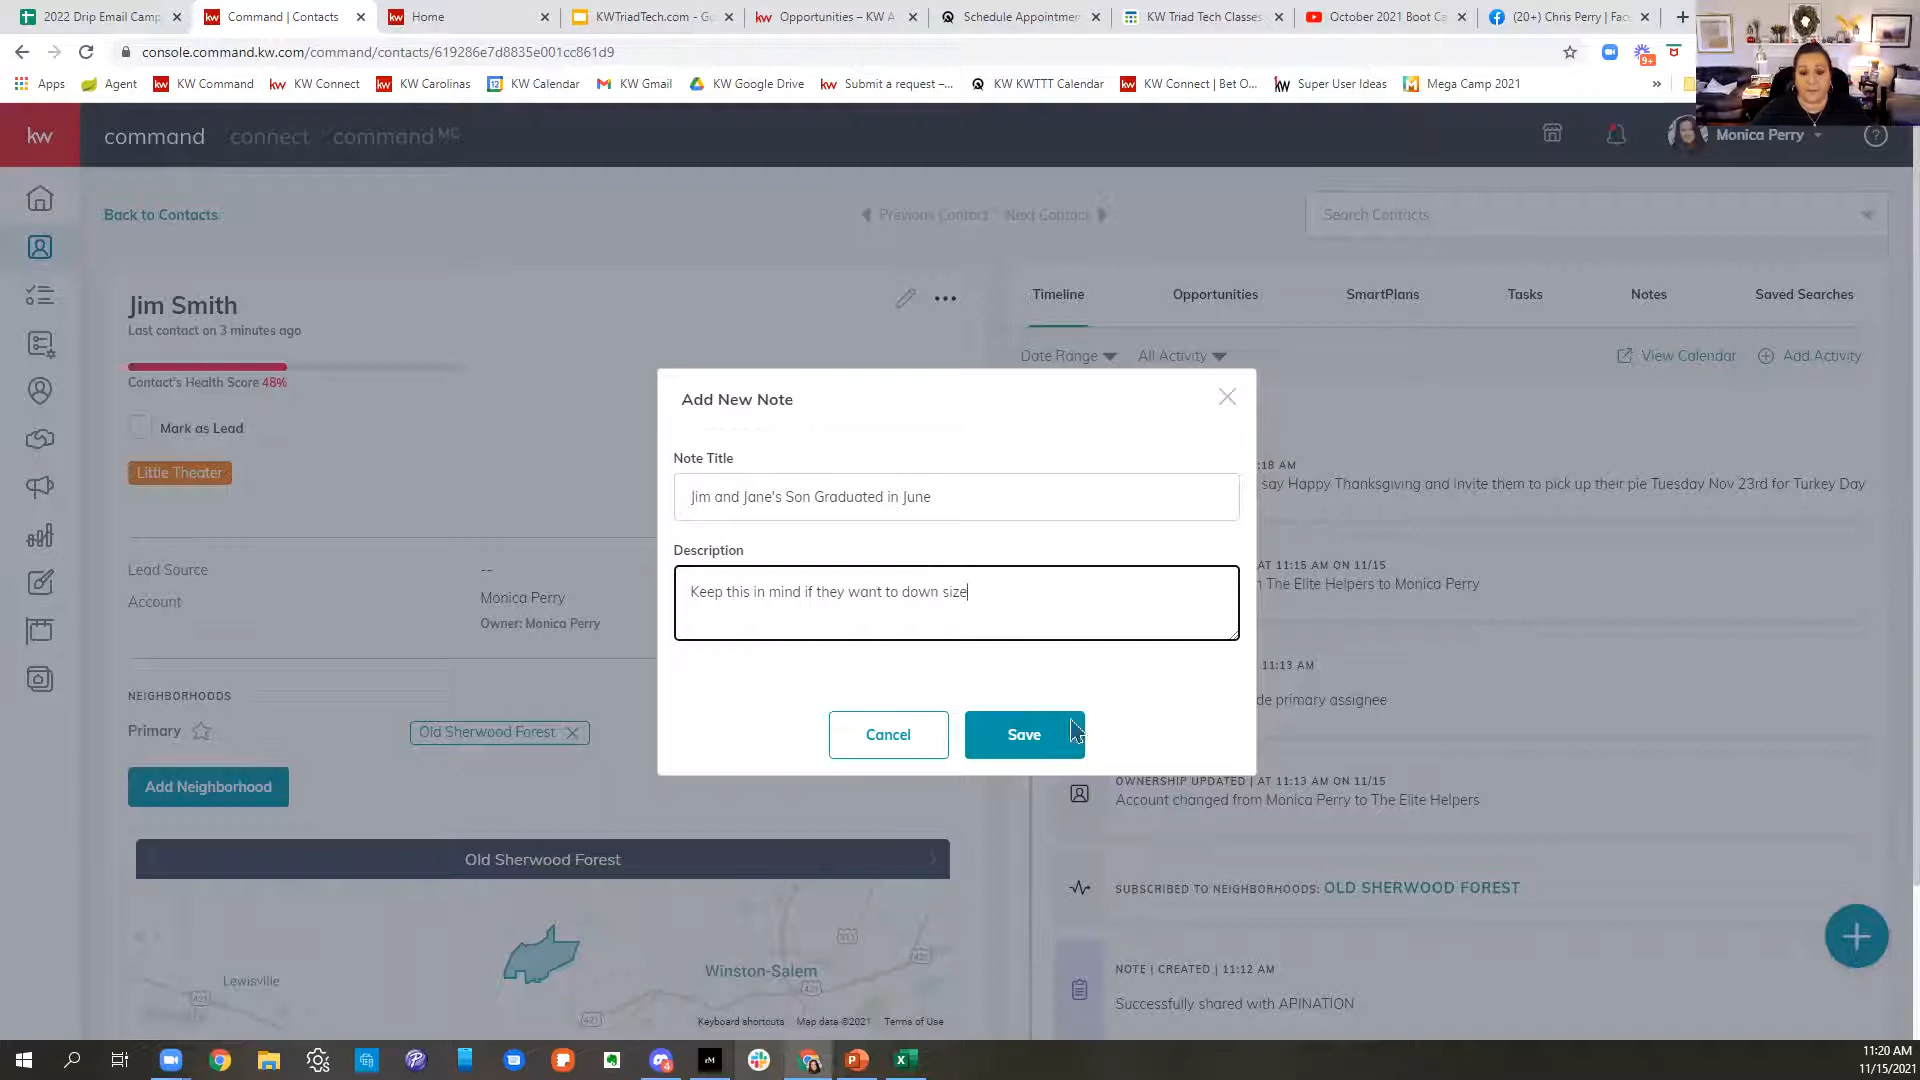 2022 Drip Email Camp
Command | Contacts
Home
KWTriadTech.com - Gu
Opportunities – KW A
Schedule Appointmen
KW Triad Tech Classes
October 2021 Boot Ca
(20+) Chris Perry | Fac
console.command.kw.com/command/contacts/619286e7d8835e001cc861d9
9+
Apps
Agent
KW Command
KW Connect
KW Carolinas
KW Calendar
KW Gmail
KW Google Drive
Submit a request –...
KW KWTTT Calendar
KW Connect | Bet O...
Super User Ideas
Mega Camp 2021
kw
command
connect
command MC
Monica Perry
Back to Contacts
Previous Contact
Next Contact
Search Contacts
Jim Smith
Last contact on 3 minutes ago
Contact's Health Score 48%
Mark as Lead
Little Theater
Lead Source
--
Account
Monica Perry
Owner: Monica Perry
NEIGHBORHOODS
Primary
Old Sherwood Forest
Add Neighborhood
Old Sherwood Forest
Lewisville
Winston-Salem
421
421
421
421
Keyboard shortcuts
Map data ©2021
Terms of Use
Timeline
Opportunities
SmartPlans
Tasks
Notes
Saved Searches
Date Range
All Activity
View Calendar
Add Activity
Add New Note
Note Title
Jim and Jane's Son Graduated in June
Description
Keep this in mind if they want to down size
Cancel
Save
:18 AM
say Happy Thanksgiving and Invite them to pick up their pie Tuesday Nov 23rd for Turkey Day
AT 11:15 AM ON 11/15
The Elite Helpers to Monica Perry
11:13 AM
de primary assignee
OWNERSHIP UPDATED | AT 11:13 AM ON 11/15
Account changed from Monica Perry to The Elite Helpers
SUBSCRIBED TO NEIGHBORHOODS: OLD SHERWOOD FOREST
NOTE | CREATED | 11:12 AM
Successfully shared with APINATION
11:20 AM
11/15/2021